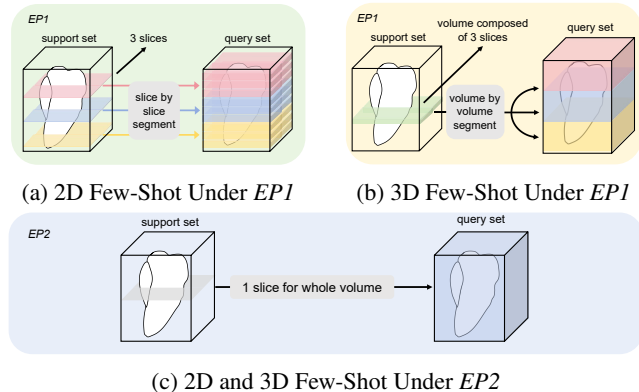 EP1
support set
3 slices
query set
slice by
slice
segment
(a) 2D Few-Shot Under EP1
EP1
support set
volume composed
of 3 slices
query set
volume by
volume
segment
(b) 3D Few-Shot Under EP1
EP2
support set
query set
1 slice for whole volume
(c) 2D and 3D Few-Shot Under EP2